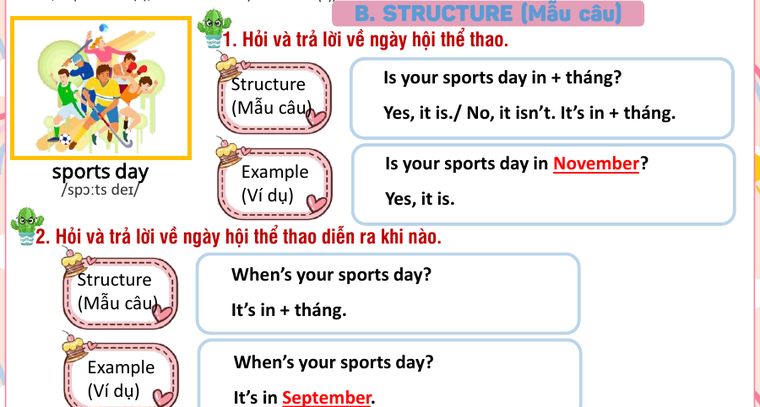 B. STRUCTURE (Mẫu câu)
1. Hỏi và trả lời về ngày hội thể thao.
Structure
(Mẫu câu)
Is your sports day in + tháng?
Yes, it is./ No, it isn't. It's in + tháng.
sports day
/spɔːts deɪ/
Example
(Ví dụ)
Is your sports day in November?
Yes, it is.
2. Hỏi và trả lời về ngày hội thể thao diễn ra khi nào.
Structure
(Mẫu câu)
When's your sports day?
It's in + tháng.
Example
(Ví dụ)
When's your sports day?
It's in September.